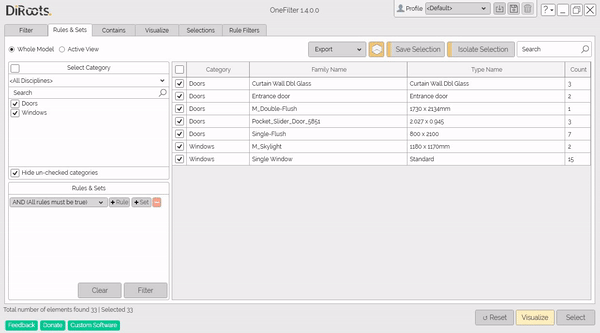 DiRoots.
OneFilter 1.4.0.0
Profile <Default>
? -
Filter Rules & Sets Contains Visualize Selections Rule Filters
Whole Model Active View
Export Save Selection Isolate Selection Search
Select Category
<All Disciplines>
Search
Doors
Windows
Hide un-checked categories
Rules & Sets
AND (All rules must be true) +Rule +Set
Clear Filter
Category Family Name Type Name Count
Doors Curtain Wall Dbl Glass Curtain Wall Dbl Glass 3
Doors Entrance door Entrance door 2
Doors M_Double-Flush 1730 x 2134mm 1
Doors Pocket_Slider_Door_5851 2.027 x 0.945 3
Doors Single-Flush 800 x 2100 7
Windows M_Skylight 1180 x 1170mm 2
Windows Single Window Standard 15
Total number of elements found 33 | Selected 33
Feedback Donate Custom Software
Reset Visualize Select